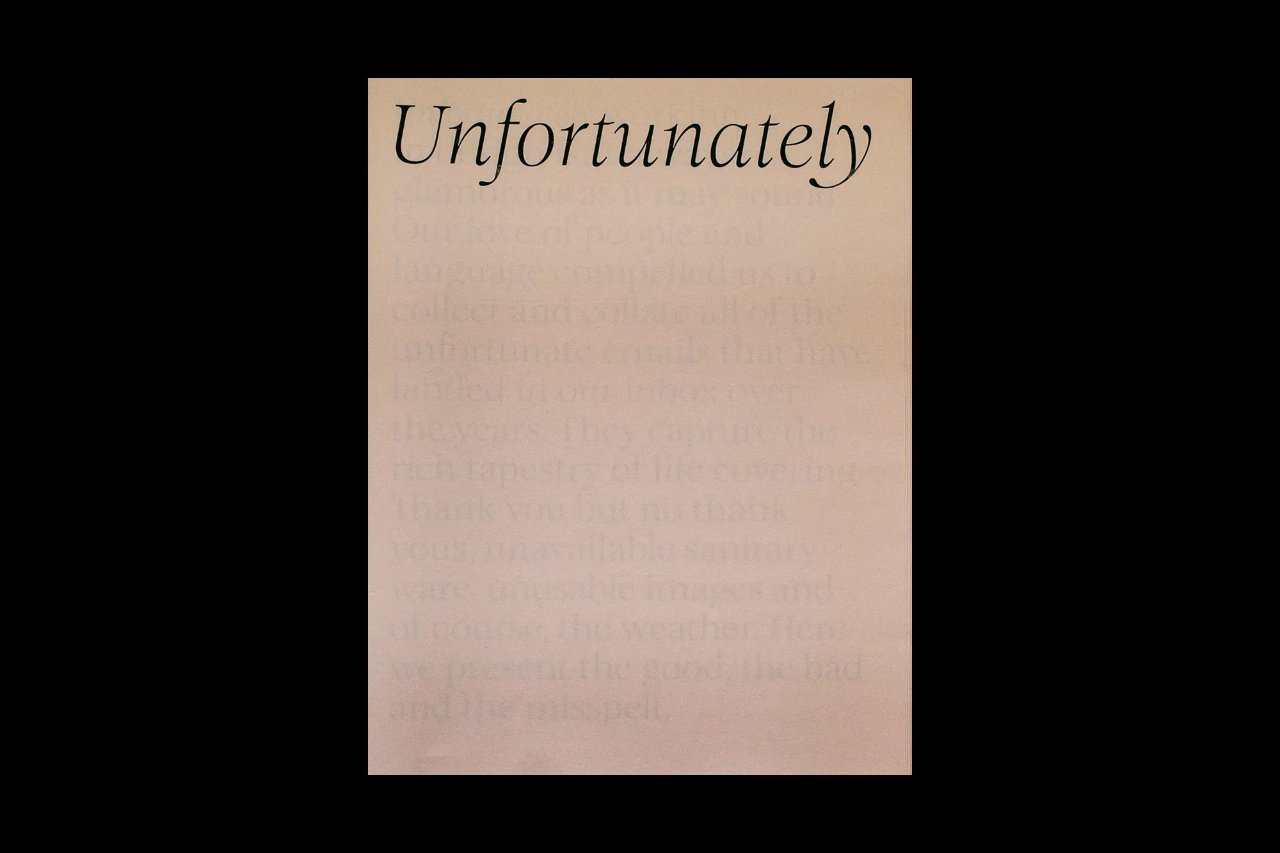 Unfortunately
glamorous as it may sound
Our love of people and
language compelled us to
collect and collate all of the
unfortunate emails that have
landed in our inbox over
the years. They capture the
rich tapestry of life covering
Thank you but no thank
yous, unavailable sanitary
ware, unusable images and
of course, the weather. Here
we present the good, the bad
and the misspelt.